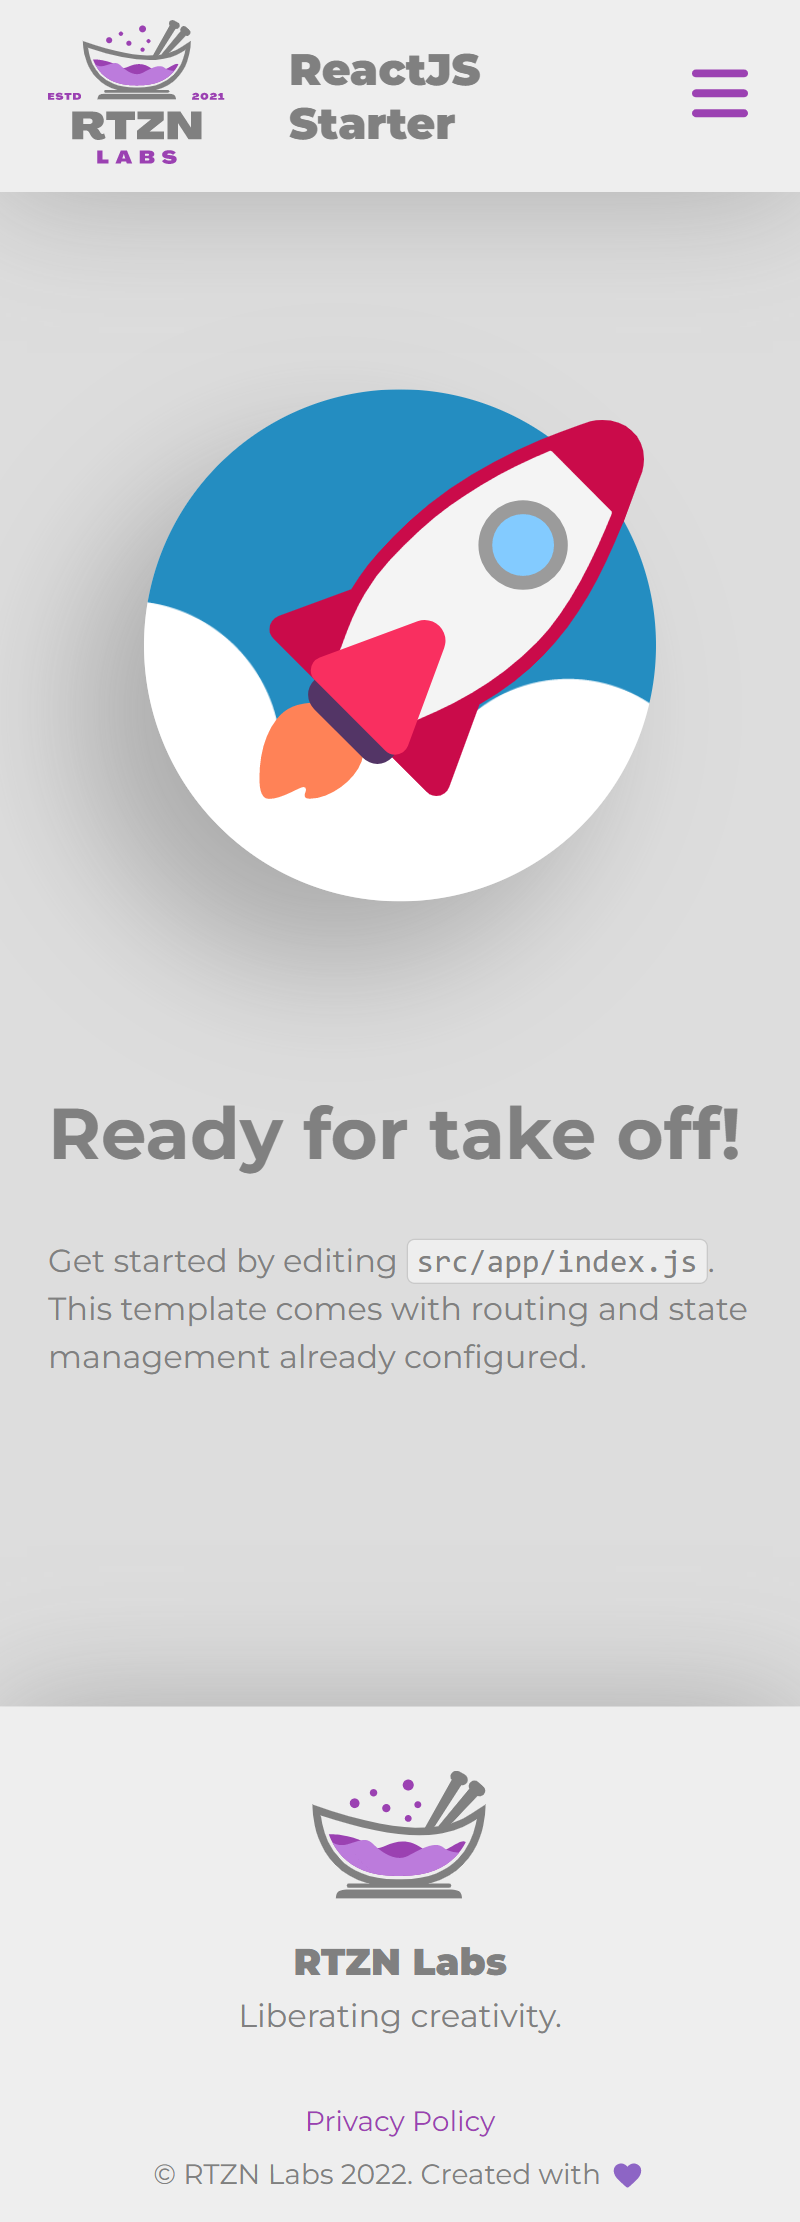 ESTD 2021
RTZN
LABS
ReactJS
Starter
Ready for take off!
Get started by editing src/app/index.js.
This template comes with routing and state
management already configured.
RTZN Labs
Liberating creativity.
Privacy Policy
© RTZN Labs 2022. Created with